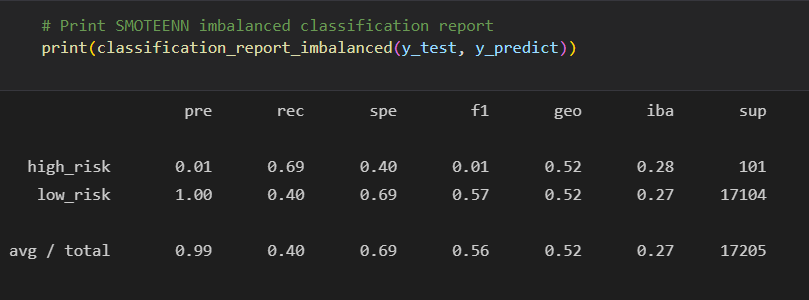 # Print SMOTEENN imbalanced classification report
print(classification_report_imbalanced(y_test, y_predict))
pre rec spe f1 geo iba sup
high_risk 0.01 0.69 0.40 0.01 0.52 0.28 101
low_risk 1.00 0.40 0.69 0.57 0.52 0.27 17104
avg / total 0.99 0.40 0.69 0.56 0.52 0.27 17205